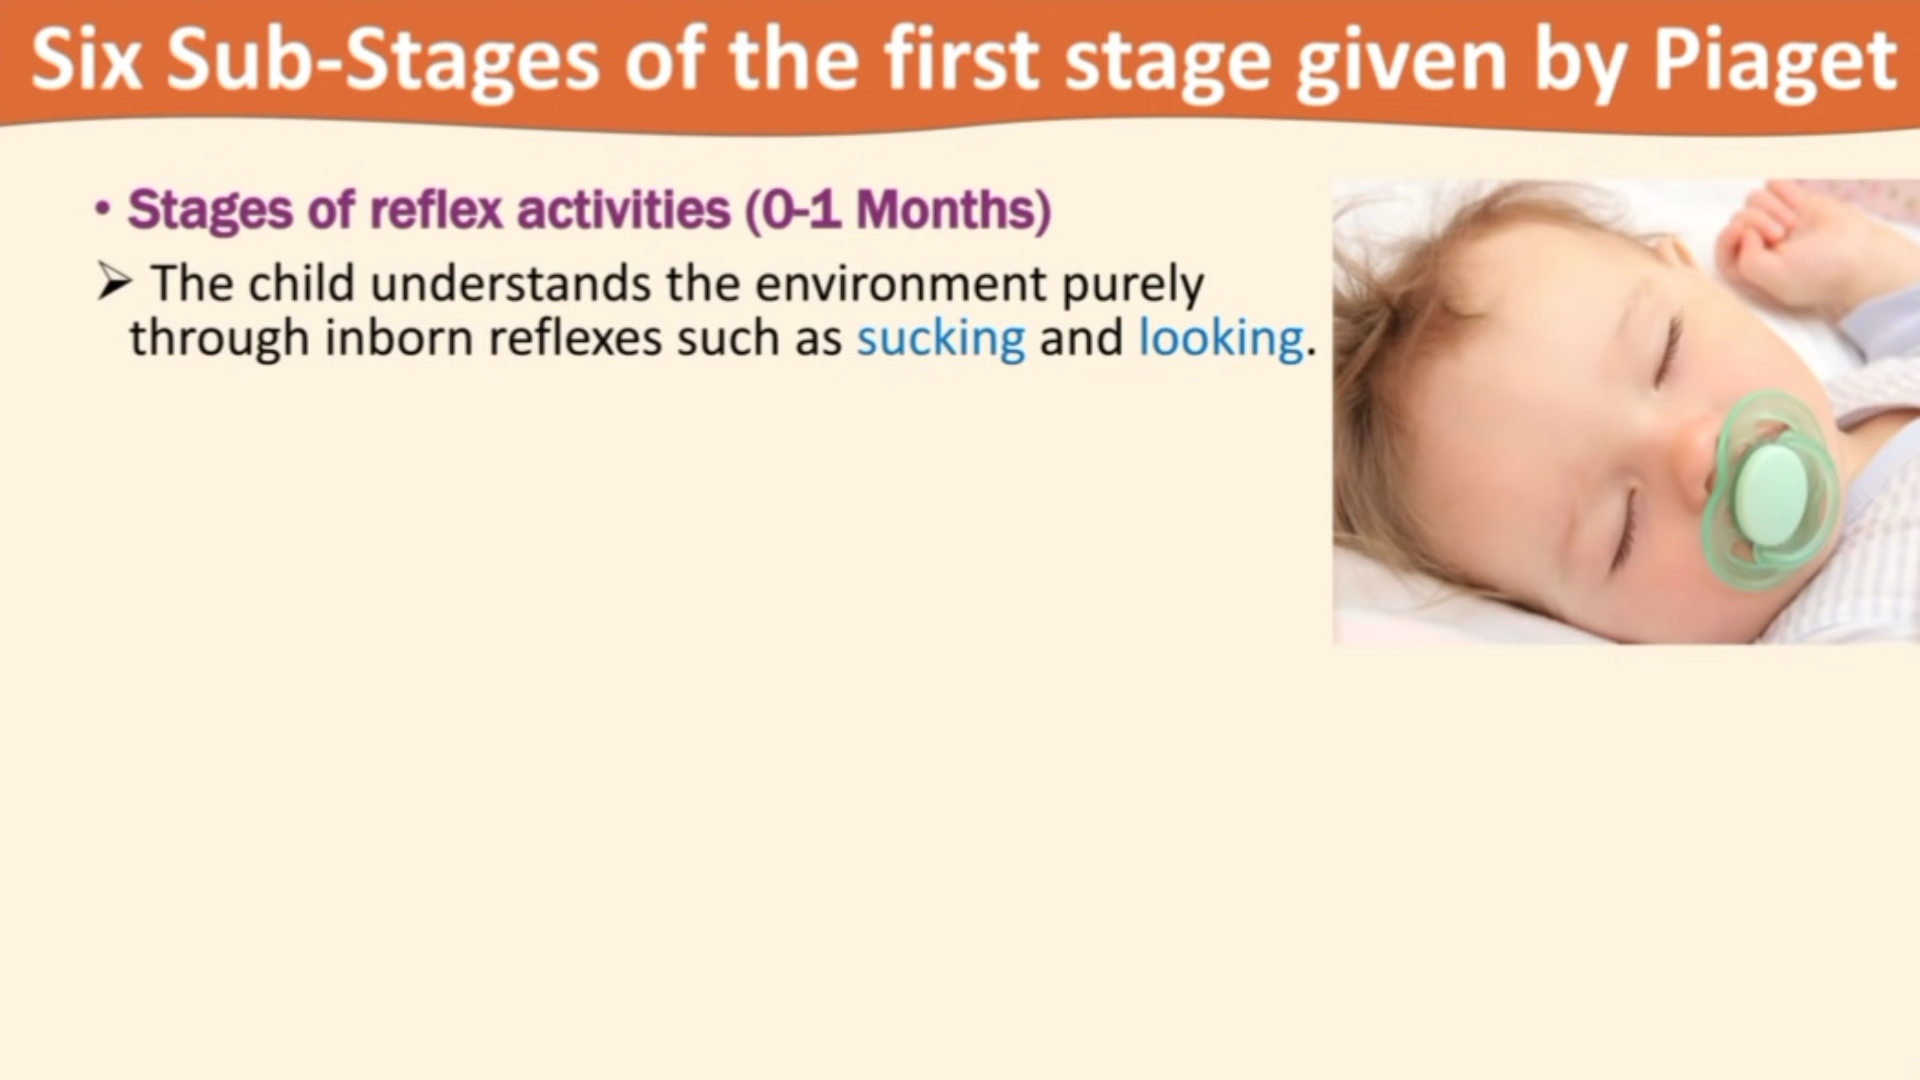 Six Sub-Stages of the first stage given by Piaget
• Stages of reflex activities (0-1 Months)
➢ The child understands the environment purely
through inborn reflexes such as sucking and looking.